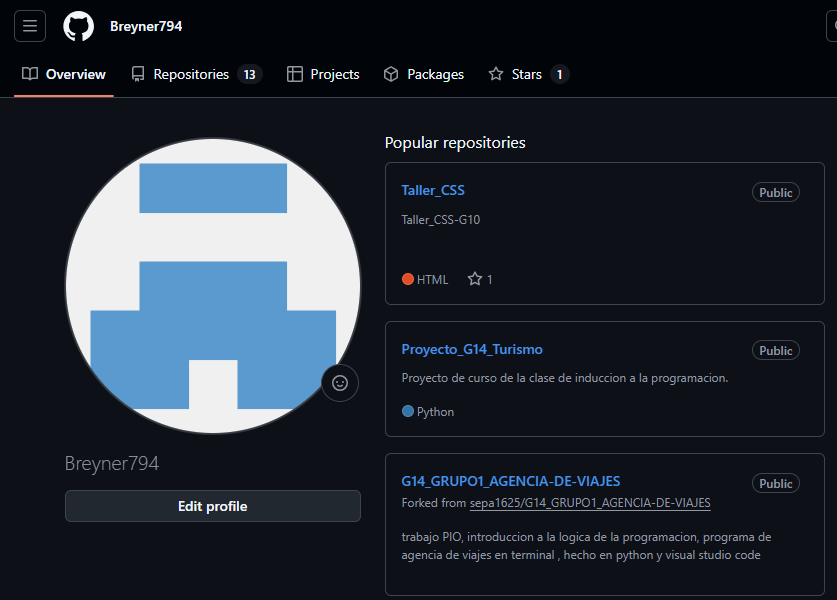 Breyner794
Overview
Repositories 13
Projects
Packages
Stars 1
Breyner794
Edit profile
Popular repositories
Taller_CSS
Public
Taller_CSS-G10
HTML
1
Proyecto_G14_Turismo
Public
Proyecto de curso de la clase de induccion a la programacion.
Python
G14_GRUPO1_AGENCIA-DE-VIAJES
Public
Forked from sepa1625/G14_GRUPO1_AGENCIA-DE-VIAJES
trabajo PIO, introduccion a la logica de la programacion, programa de
agencia de viajes en terminal , hecho en python y visual studio code